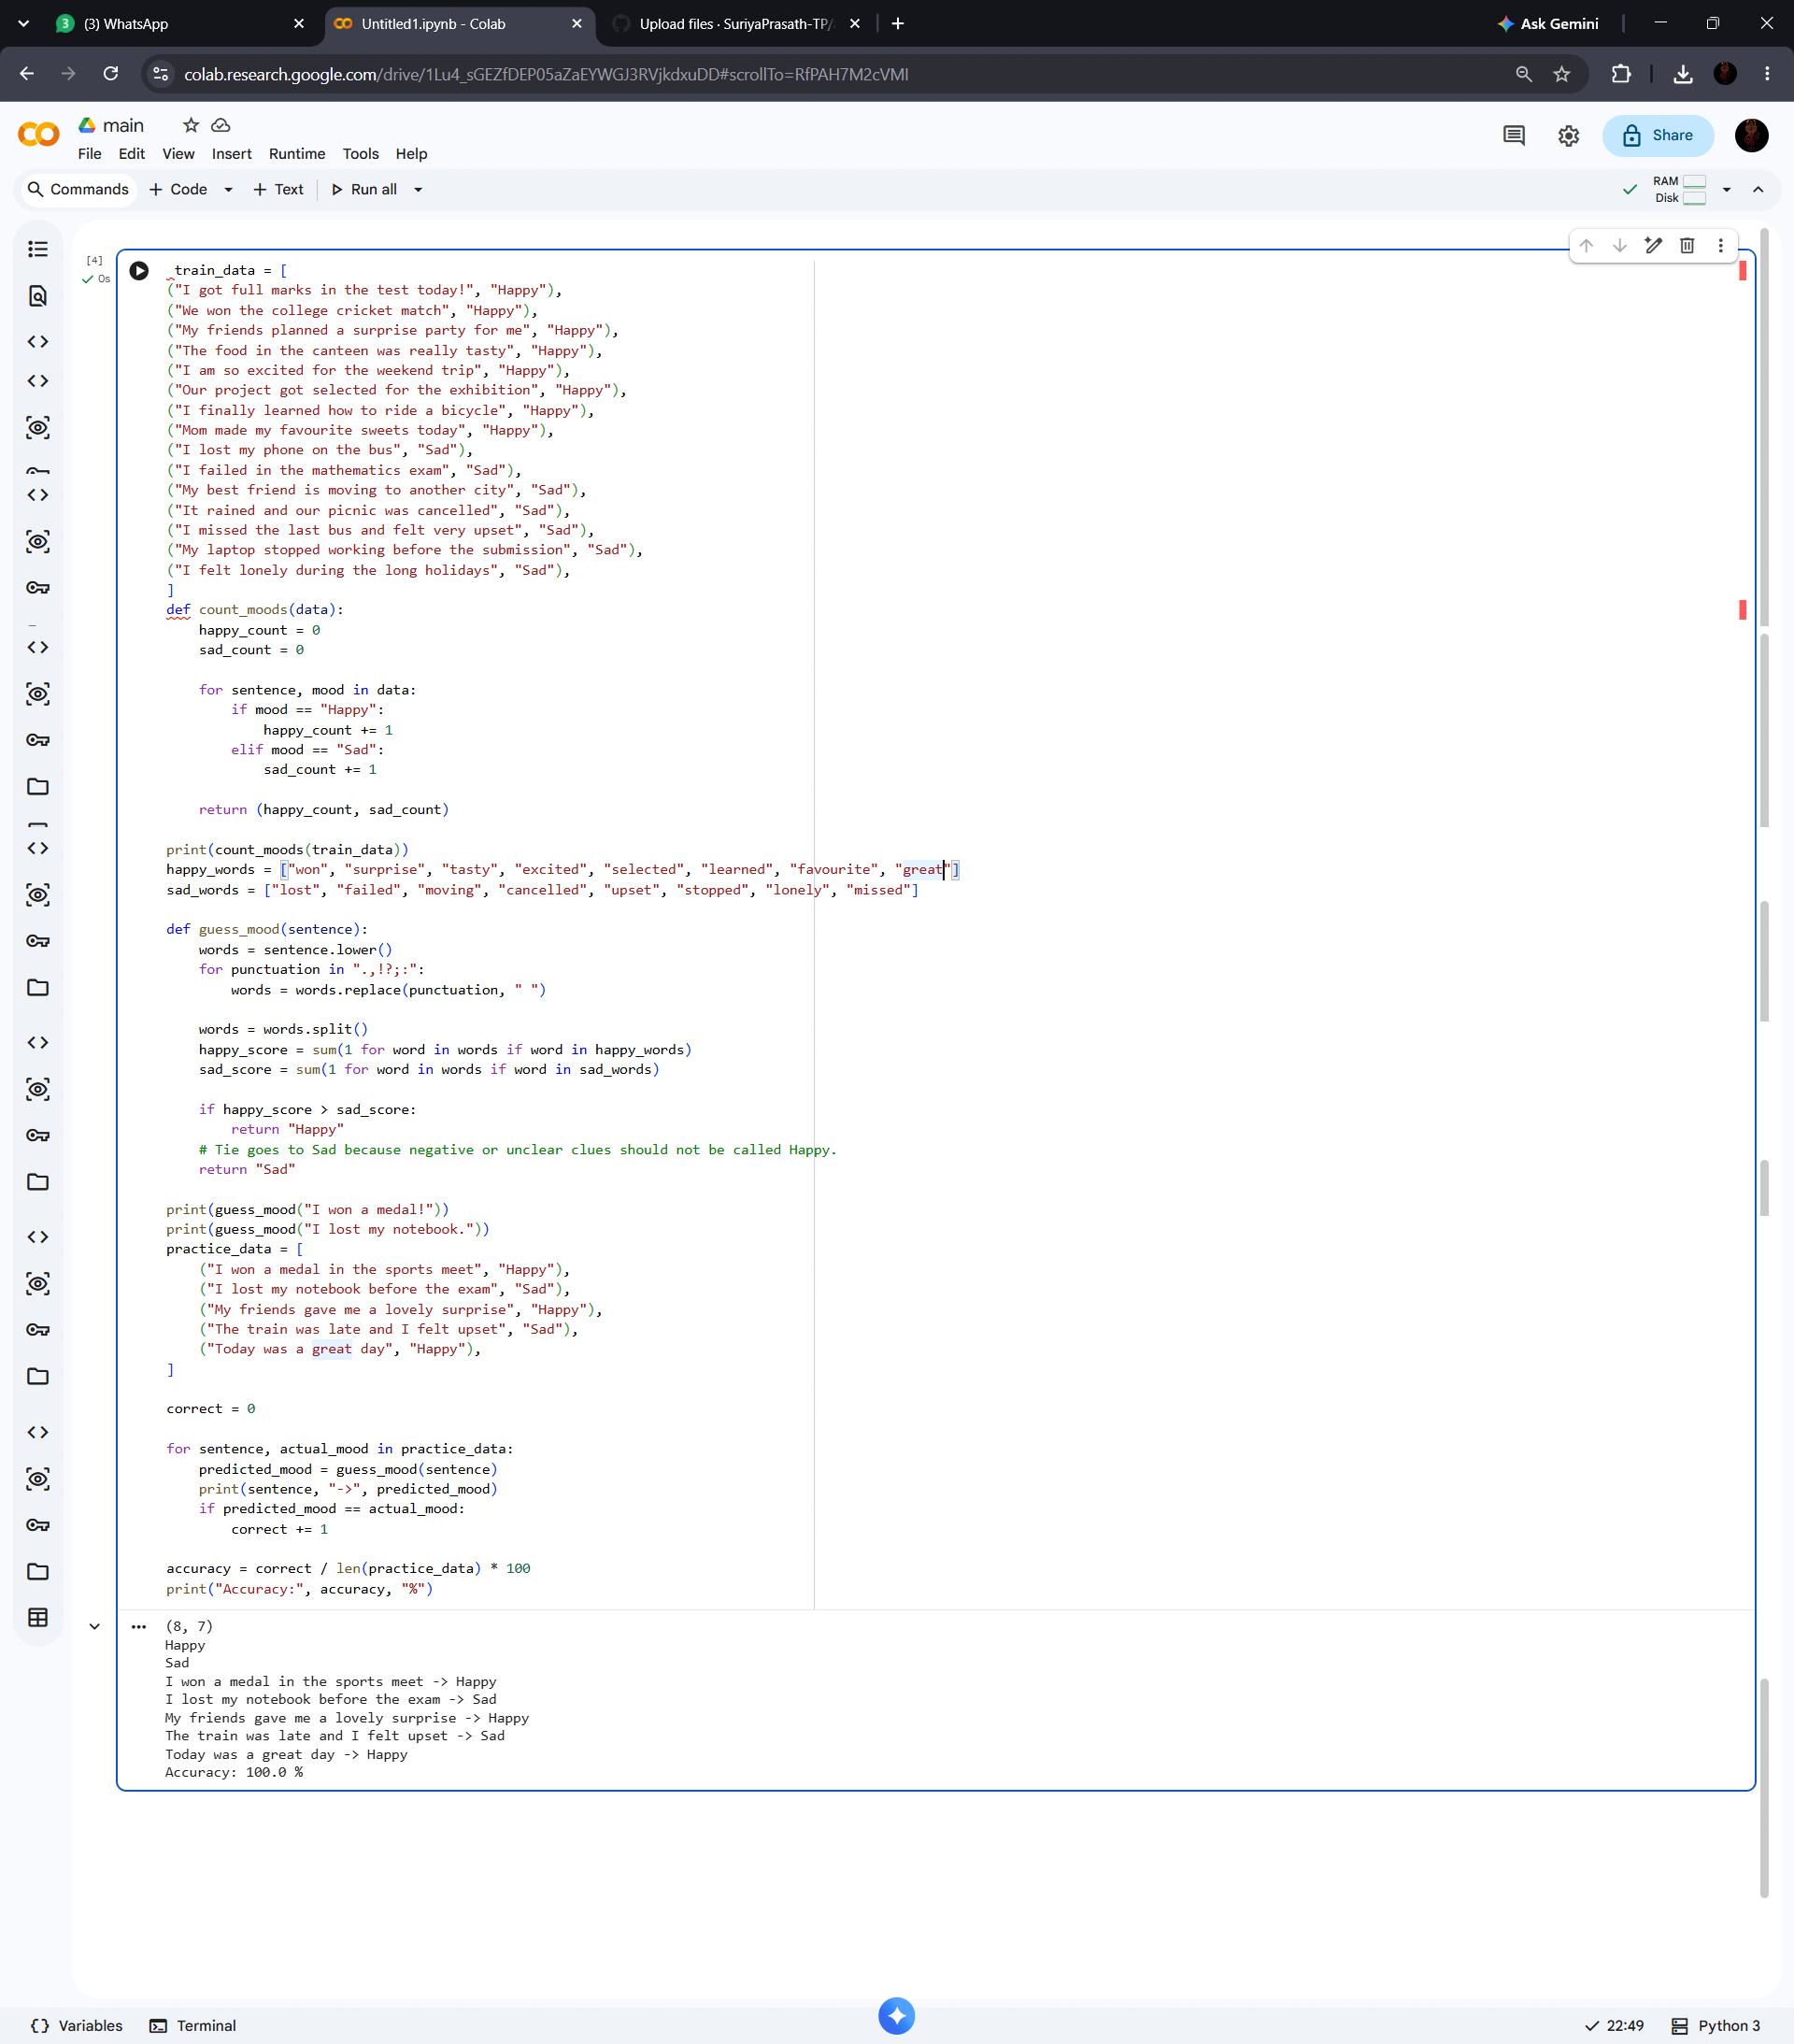 3 (3) WhatsApp
Untitled1.ipynb - Colab
Upload files · SuriyaPrasath-TP/
Ask Gemini
colab.research.google.com/drive/1Lu4_sGEZfDEP05aZaEYWGJ3RVjkdxuDD#scrollTo=RfPAH7M2cVMI
main
File Edit View Insert Runtime Tools Help
Share
Commands + Code + Text Run all
RAM
Disk
[4]
0s
train_data = [
("I got full marks in the test today!", "Happy"),
("We won the college cricket match", "Happy"),
("My friends planned a surprise party for me", "Happy"),
("The food in the canteen was really tasty", "Happy"),
("I am so excited for the weekend trip", "Happy"),
("Our project got selected for the exhibition", "Happy"),
("I finally learned how to ride a bicycle", "Happy"),
("Mom made my favourite sweets today", "Happy"),
("I lost my phone on the bus", "Sad"),
("I failed in the mathematics exam", "Sad"),
("My best friend is moving to another city", "Sad"),
("It rained and our picnic was cancelled", "Sad"),
("I missed the last bus and felt very upset", "Sad"),
("My laptop stopped working before the submission", "Sad"),
("I felt lonely during the long holidays", "Sad"),
]
def count_moods(data):
    happy_count = 0
    sad_count = 0
    for sentence, mood in data:
        if mood == "Happy":
            happy_count += 1
        elif mood == "Sad":
            sad_count += 1
    return (happy_count, sad_count)
print(count_moods(train_data))
happy_words = ["won", "surprise", "tasty", "excited", "selected", "learned", "favourite", "great"]
sad_words = ["lost", "failed", "moving", "cancelled", "upset", "stopped", "lonely", "missed"]
def guess_mood(sentence):
    words = sentence.lower()
    for punctuation in ".,!?;:":
        words = words.replace(punctuation, " ")
    words = words.split()
    happy_score = sum(1 for word in words if word in happy_words)
    sad_score = sum(1 for word in words if word in sad_words)
    if happy_score > sad_score:
        return "Happy"
    # Tie goes to Sad because negative or unclear clues should not be called Happy.
    return "Sad"
print(guess_mood("I won a medal!"))
print(guess_mood("I lost my notebook."))
practice_data = [
    ("I won a medal in the sports meet", "Happy"),
    ("I lost my notebook before the exam", "Sad"),
    ("My friends gave me a lovely surprise", "Happy"),
    ("The train was late and I felt upset", "Sad"),
    ("Today was a great day", "Happy"),
]
correct = 0
for sentence, actual_mood in practice_data:
    predicted_mood = guess_mood(sentence)
    print(sentence, "->", predicted_mood)
    if predicted_mood == actual_mood:
        correct += 1
accuracy = correct / len(practice_data) * 100
print("Accuracy:", accuracy, "%")
(8, 7)
Happy
Sad
I won a medal in the sports meet -> Happy
I lost my notebook before the exam -> Sad
My friends gave me a lovely surprise -> Happy
The train was late and I felt upset -> Sad
Today was a great day -> Happy
Accuracy: 100.0 %
Variables Terminal
22:49 Python 3